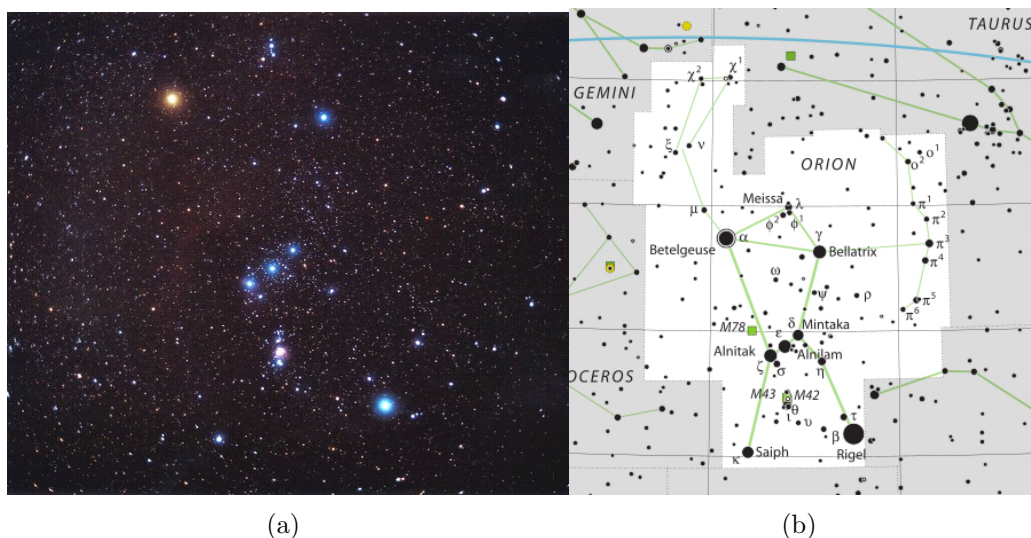 TAURUS
χ² χ¹
GEMINI
ξ ν
ο² ο¹
ORION
Meissa λ
π¹
μ
φ² φ¹
π²
α γ
π³
Betelgeuse Bellatrix
π⁴
ω
ψ ρ
π⁵
π⁶
M78 δ Mintaka
ε
Alnitak Alnilam
ζ σ η
OCEROS
M43 M42
θ
ι υ
τ
β
κ Saiph
Rigel
(a) (b)